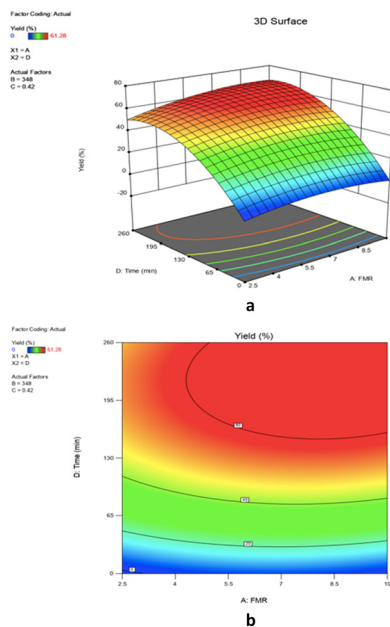 Factor Coding: Actual
3D Surface
Yield (%)
0 61.28
X1 = A
X2 = D
Actual Factors
B = 348
C = 0.42
80
60
40
20
0
-20
Yield (%)
260
195
130
65
0
D: Time (min)
2.5
4
5.5
7
8.5
A: FMR
a
Factor Coding: Actual
Yield (%)
Yield (%)
0 61.28
X1 = A
X2 = D
Actual Factors
B = 348
C = 0.42
260
195
130
65
0
D: Time (min)
2.5
4
5.5
7
8.5
10
A: FMR
b